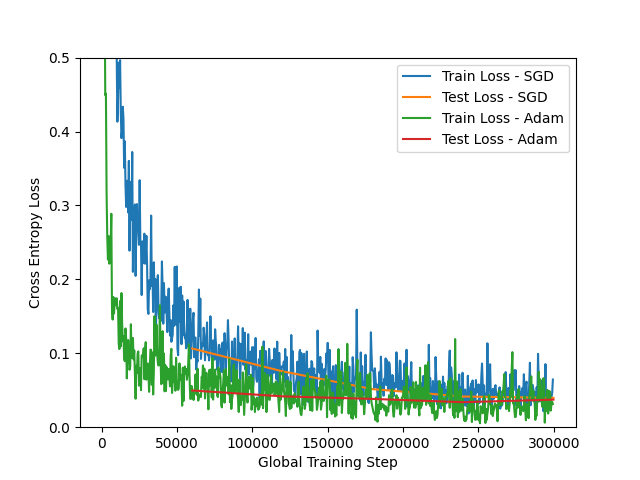 0.5
0.4
0.3
0.2
0.1
0.0
Cross Entropy Loss
Train Loss - SGD
Test Loss - SGD
Train Loss - Adam
Test Loss - Adam
0 50000 100000 150000 200000 250000 300000
Global Training Step